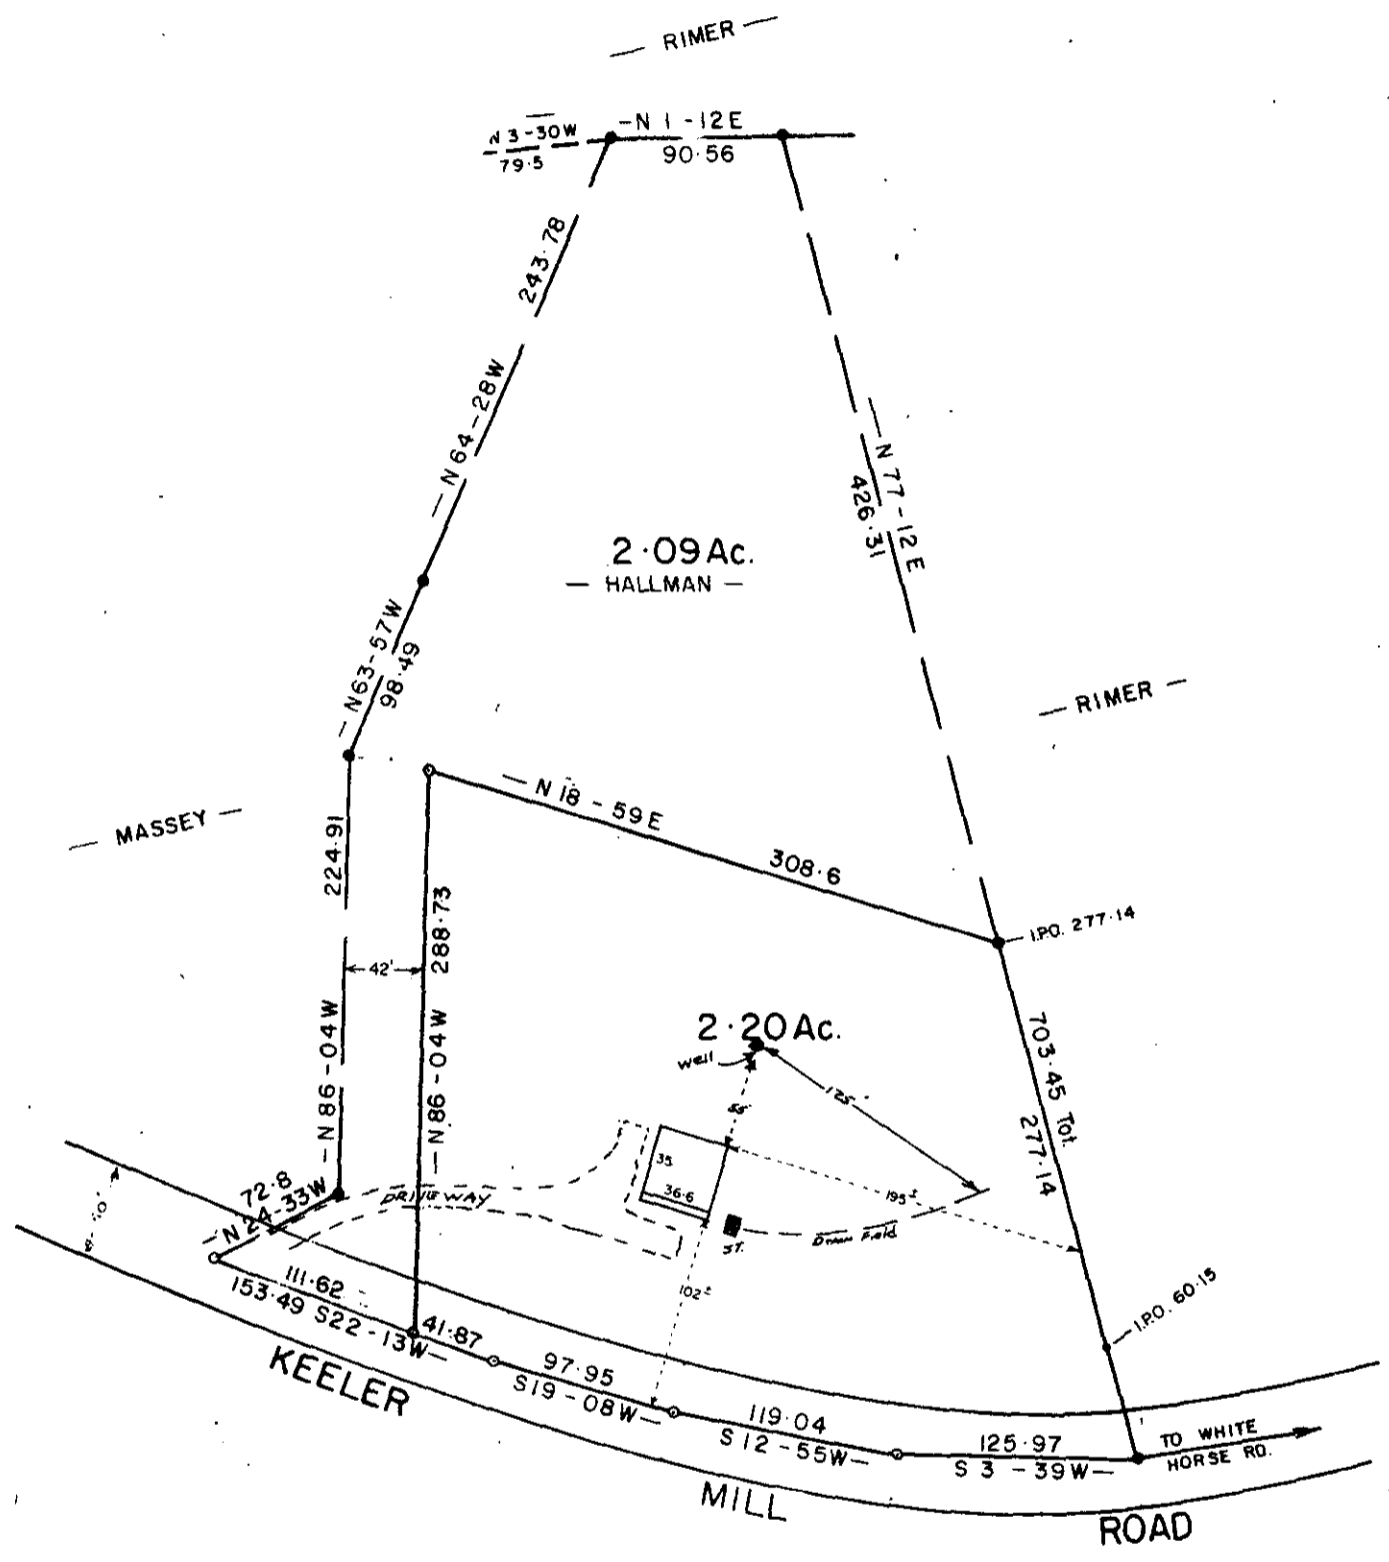 — RIMER —
N 3-30W
79.5
-N 1-12E
90.56
243.78
— N 64-28W
— N 77-12E
426.31
2.09 Ac.
— HALLMAN —
— N63-57W
98.49
— RIMER —
— MASSEY —
— N 18-59E
308.6
224.91
— N86-04W
288.73
— N86-04W
42'
I.P.O. 277.14
2.20 Ac.
well
125'
703.45 Tot.
277.14
35
36.6
195±
DRIVEWAY
S.T.
Drain Field
102±
72.8
N 24-33W
111.62
153.49 S22-13W—
41.87
97.95
S19-08W—
119.04
S12-55W—
125.97
S 3-39W—
I.P.O. 60.15
TO WHITE
HORSE RD.
KEELER
MILL
ROAD